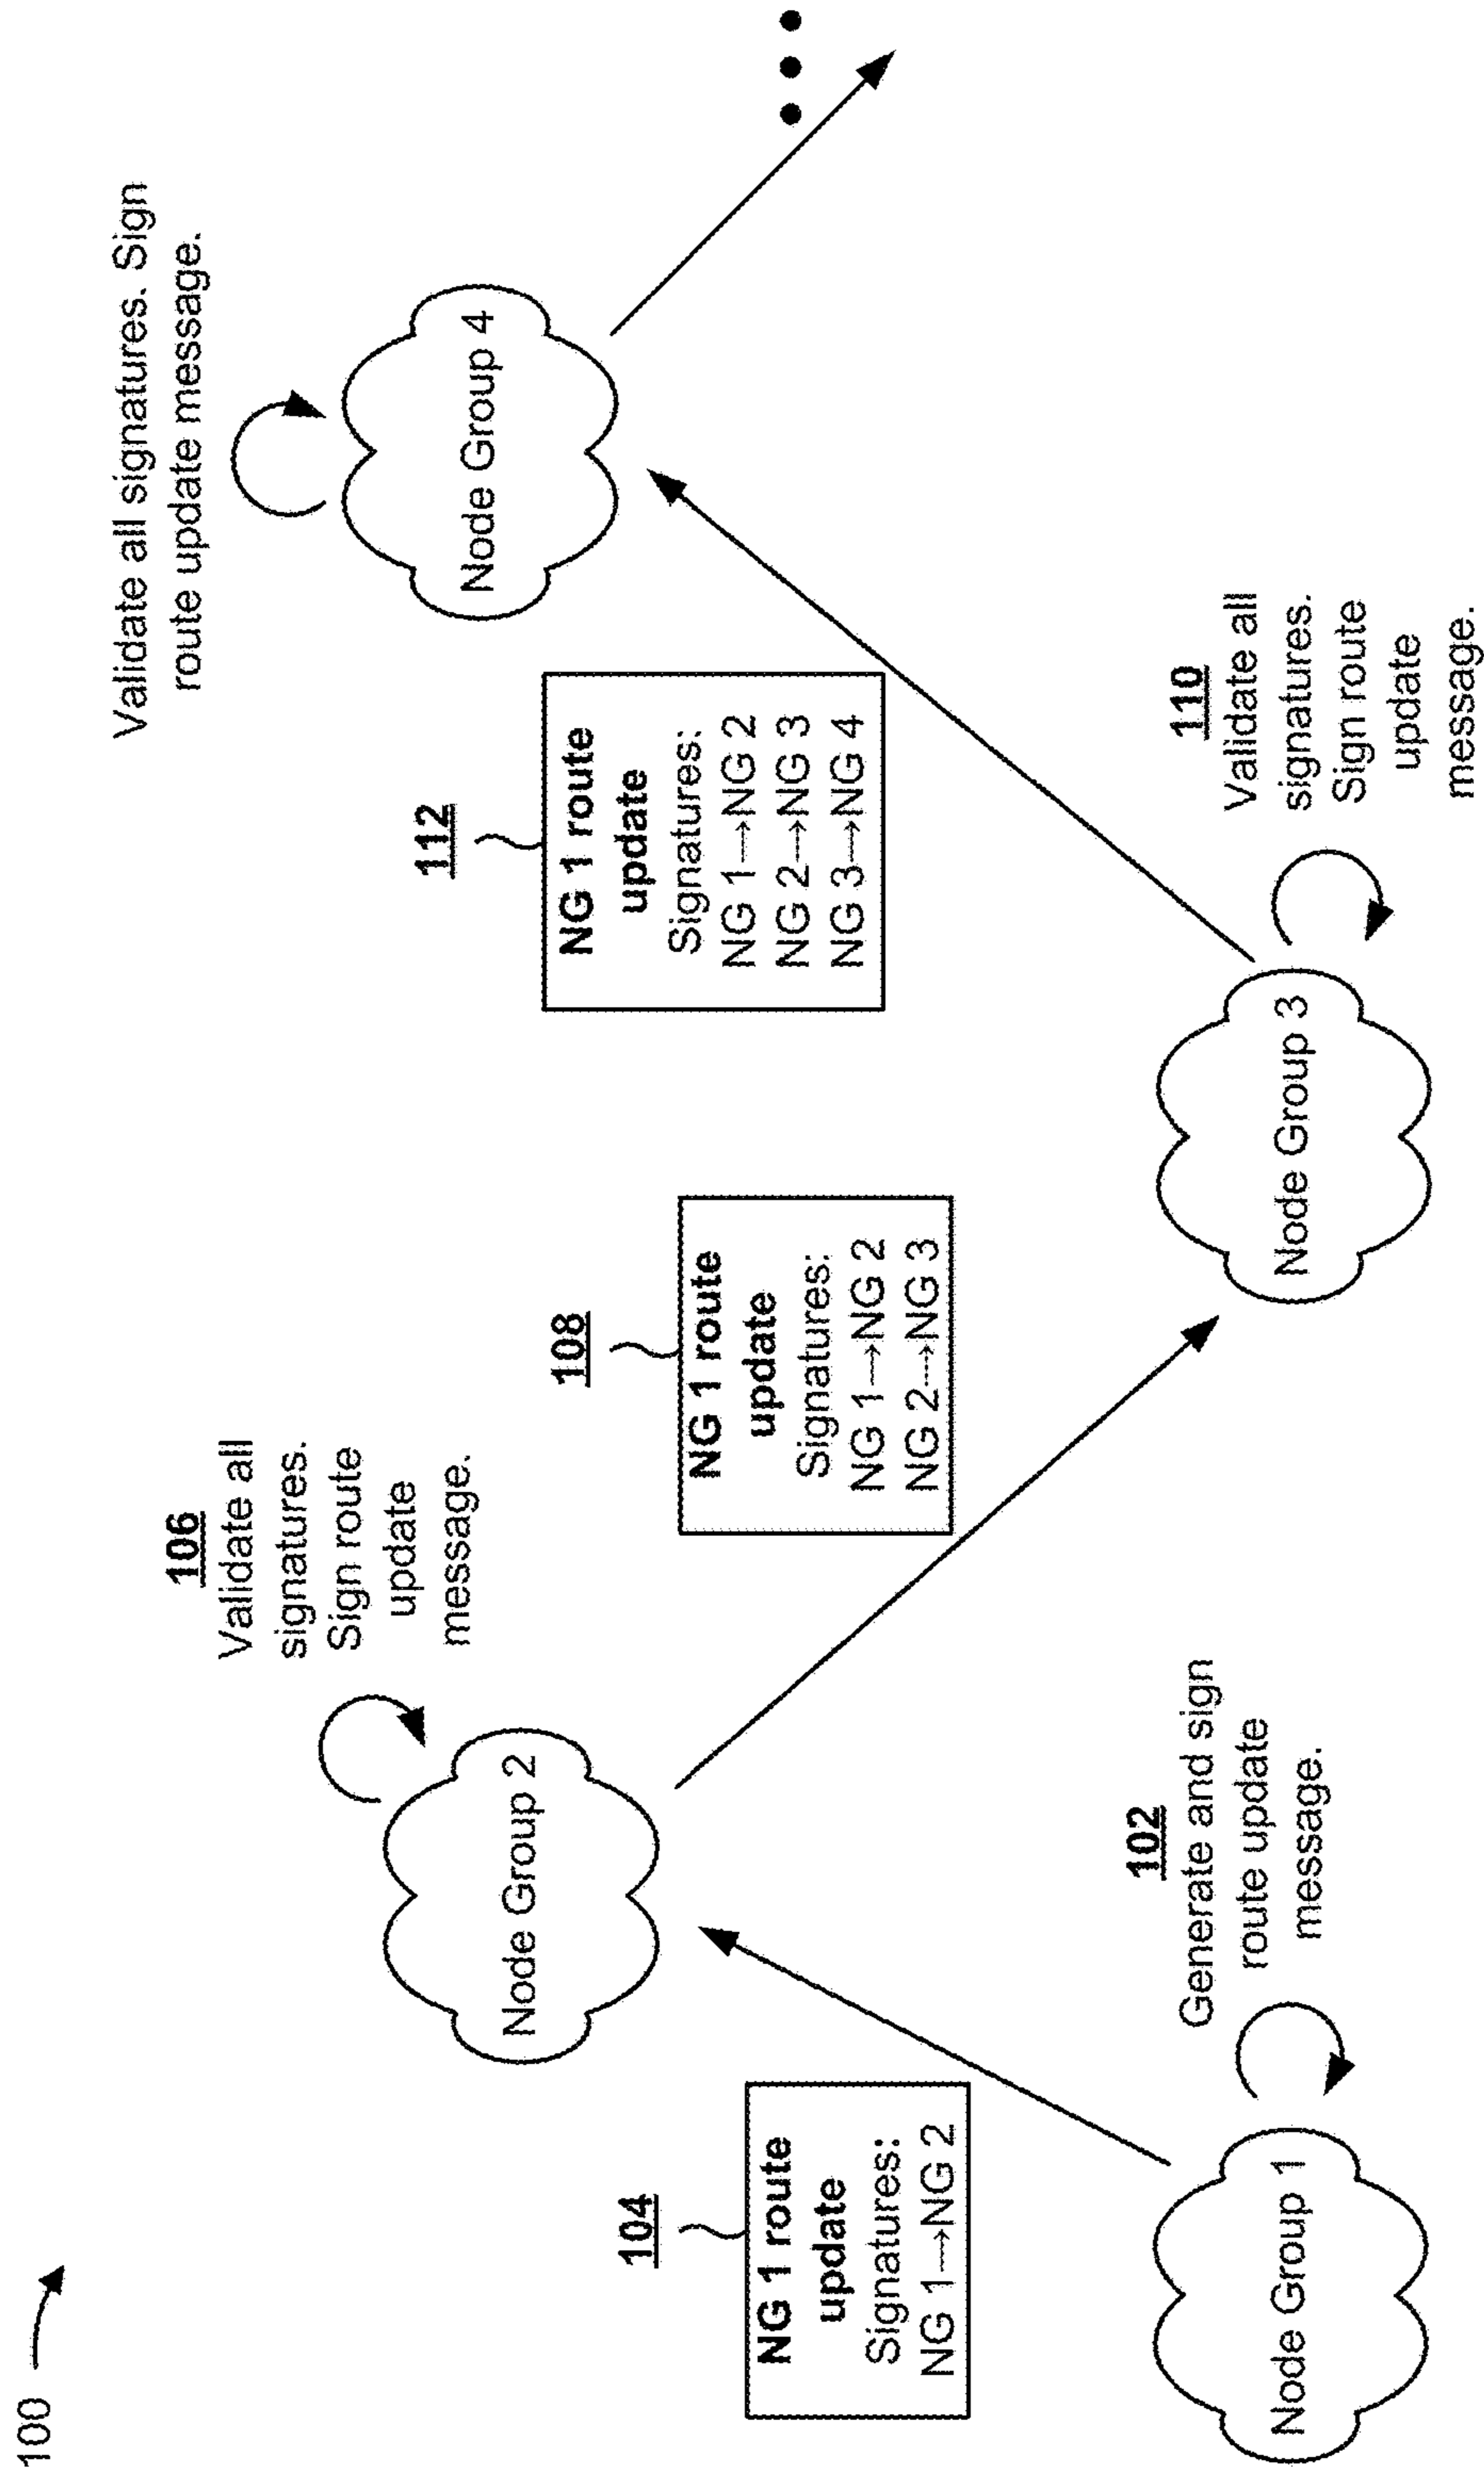 100
Node Group 1
102
Generate and sign
route update
message.
104
NG 1 route
update
Signatures:
NG 1→NG 2
Node Group 2
106
Validate all
signatures.
Sign route
update
message.
108
NG 1 route
update
Signatures:
NG 1→NG 2
NG 2→NG 3
Node Group 3
110
Validate all
signatures.
Sign route
update
message.
112
NG 1 route
update
Signatures:
NG 1→NG 2
NG 2→NG 3
NG 3→NG 4
Node Group 4
Validate all signatures. Sign
route update message.